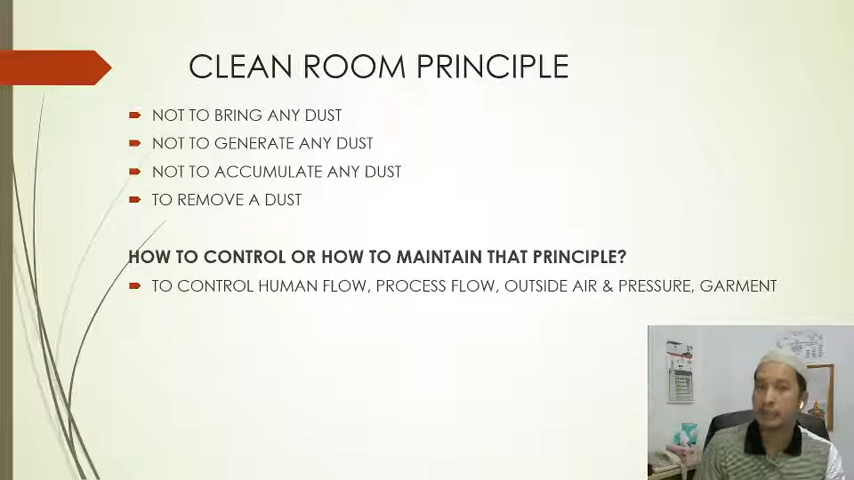 CLEAN ROOM PRINCIPLE
NOT TO BRING ANY DUST
NOT TO GENERATE ANY DUST
NOT TO ACCUMULATE ANY DUST
TO REMOVE A DUST
HOW TO CONTROL OR HOW TO MAINTAIN THAT PRINCIPLE?
TO CONTROL HUMAN FLOW, PROCESS FLOW, OUTSIDE AIR & PRESSURE, GARMENT